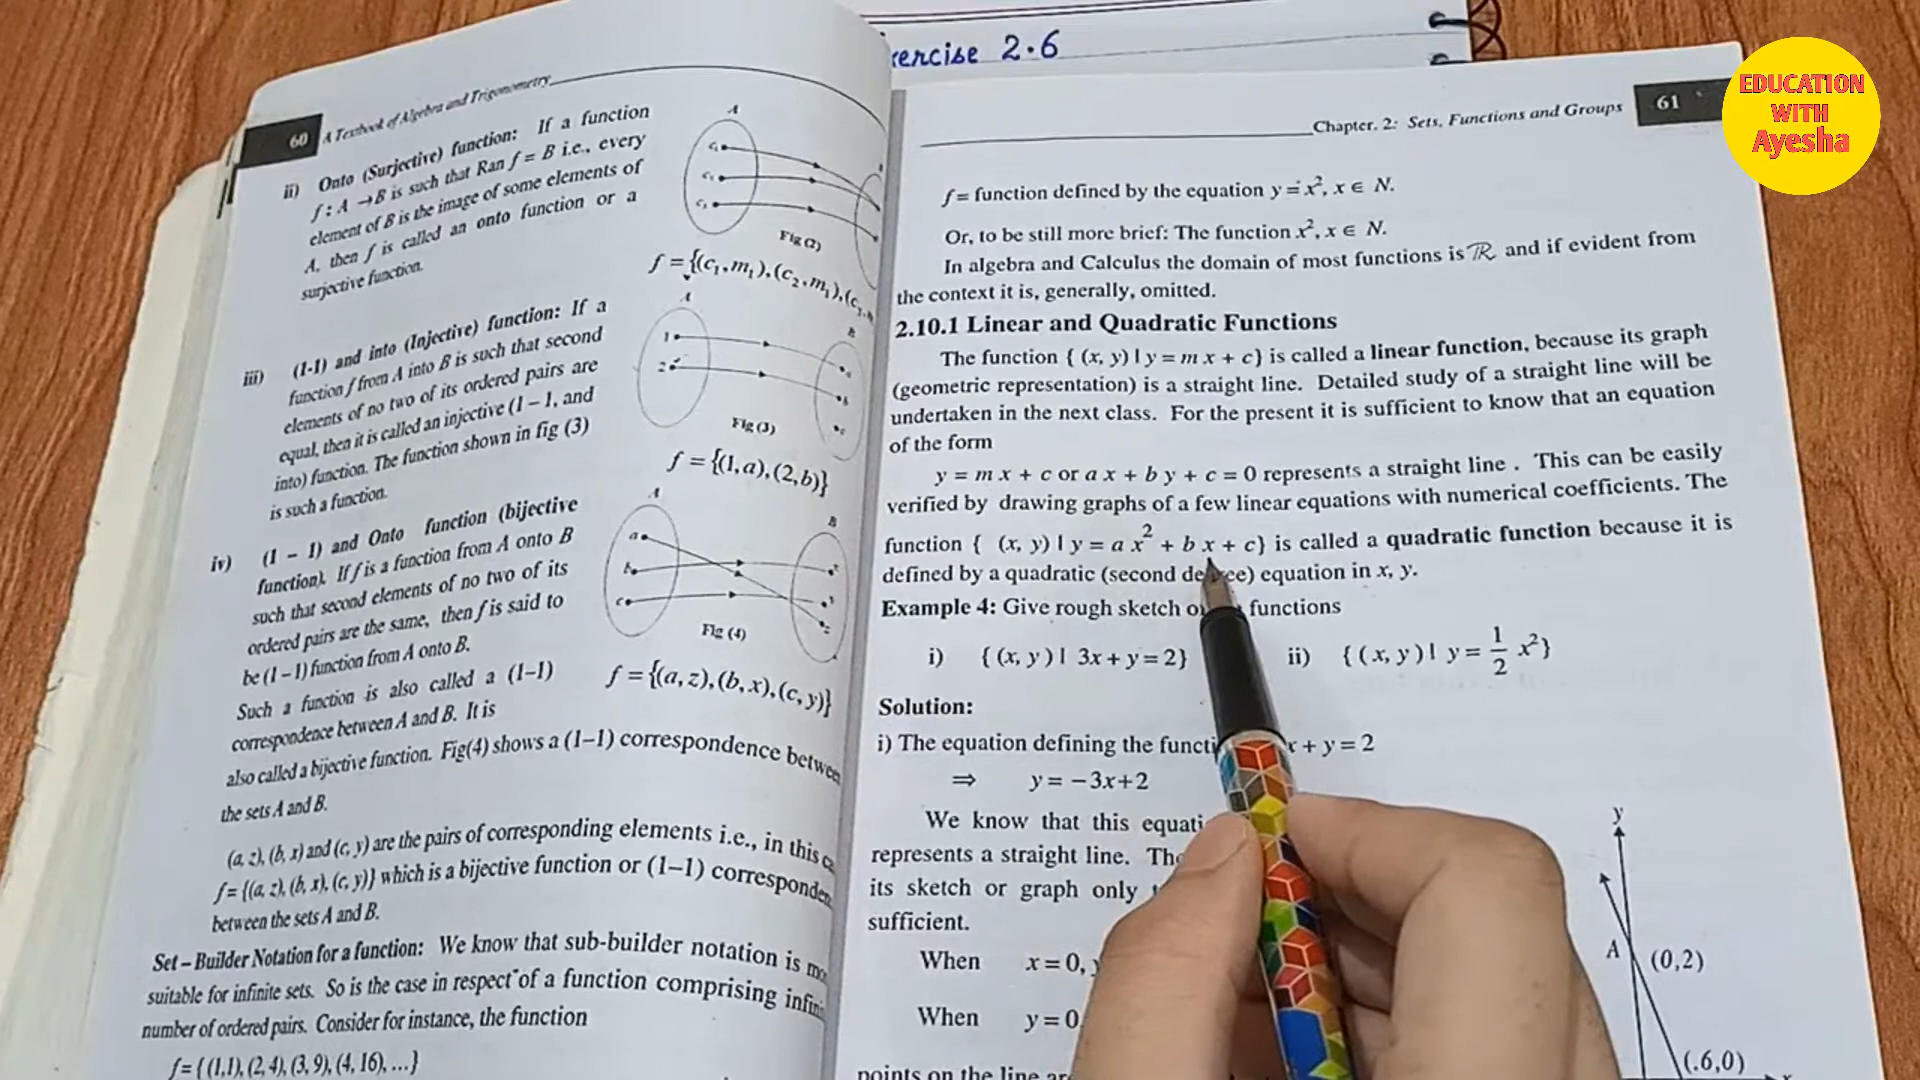 ercise 2.6
EDUCATION
WITH
Ayesha
60 A Textbook of Algebra and Trigonometry
ii) Onto (Surjective) function: If a function
f : A → B is such that Ran f = B i.e., every
element of B is the image of some elements of
A, then f is called an onto function or a
surjective function.
A
c₁
c₂
c₃
Fig (2)
f = {(c₁, m₁), (c₂, m₁), (c₃,
iii) (1-1) and into (Injective) function: If a
function f from A into B is such that second
elements of no two of its ordered pairs are
equal, then it is called an injective (1 – 1, and
into) function. The function shown in fig (3)
is such a function.
A
B
1
2
a
b
c
Fig (3)
f = {(1, a), (2, b)}
iv) (1 – 1) and Onto function (bijective
function). If f is a function from A onto B
such that second elements of no two of its
ordered pairs are the same, then f is said to
be (1 – 1) function from A onto B.
Such a function is also called a (1–1)
correspondence between A and B. It is
also called a bijective function. Fig(4) shows a (1–1) correspondence between
the sets A and B.
A
B
a
b
c
x
y
z
Fig (4)
f = {(a, z), (b, x), (c, y)}
(a, z), (b, x) and (c, y) are the pairs of corresponding elements i.e., in this c
f = {(a, z), (b, x), (c, y)} which is a bijective function or (1–1) corresponden
between the sets A and B.
Set – Builder Notation for a function: We know that sub-builder notation is mo
suitable for infinite sets. So is the case in respect of a function comprising infin
number of ordered pairs. Consider for instance, the function
f = { (1,1), (2, 4), (3, 9), (4, 16), ...}
Chapter. 2: Sets, Functions and Groups 61
f = function defined by the equation y = x², x ∈ N.
Or, to be still more brief: The function x², x ∈ N.
In algebra and Calculus the domain of most functions is ℛ and if evident from
the context it is, generally, omitted.
2.10.1 Linear and Quadratic Functions
The function { (x, y) | y = m x + c} is called a linear function, because its graph
(geometric representation) is a straight line. Detailed study of a straight line will be
undertaken in the next class. For the present it is sufficient to know that an equation
of the form
y = m x + c or a x + b y + c = 0 represents a straight line . This can be easily
verified by drawing graphs of a few linear equations with numerical coefficients. The
function { (x, y) | y = a x² + b x + c} is called a quadratic function because it is
defined by a quadratic (second de ee) equation in x, y.
Example 4: Give rough sketch o functions
i) { (x, y) | 3x + y = 2} ii) { (x, y) | y = 1/2 x²}
Solution:
i) The equation defining the functi x + y = 2
⇒ y = – 3x+2
We know that this equati
represents a straight line. Th
its sketch or graph only
sufficient.
When x = 0,
When y = 0
points on the line ar
y
A (0,2)
(.6,0)
x